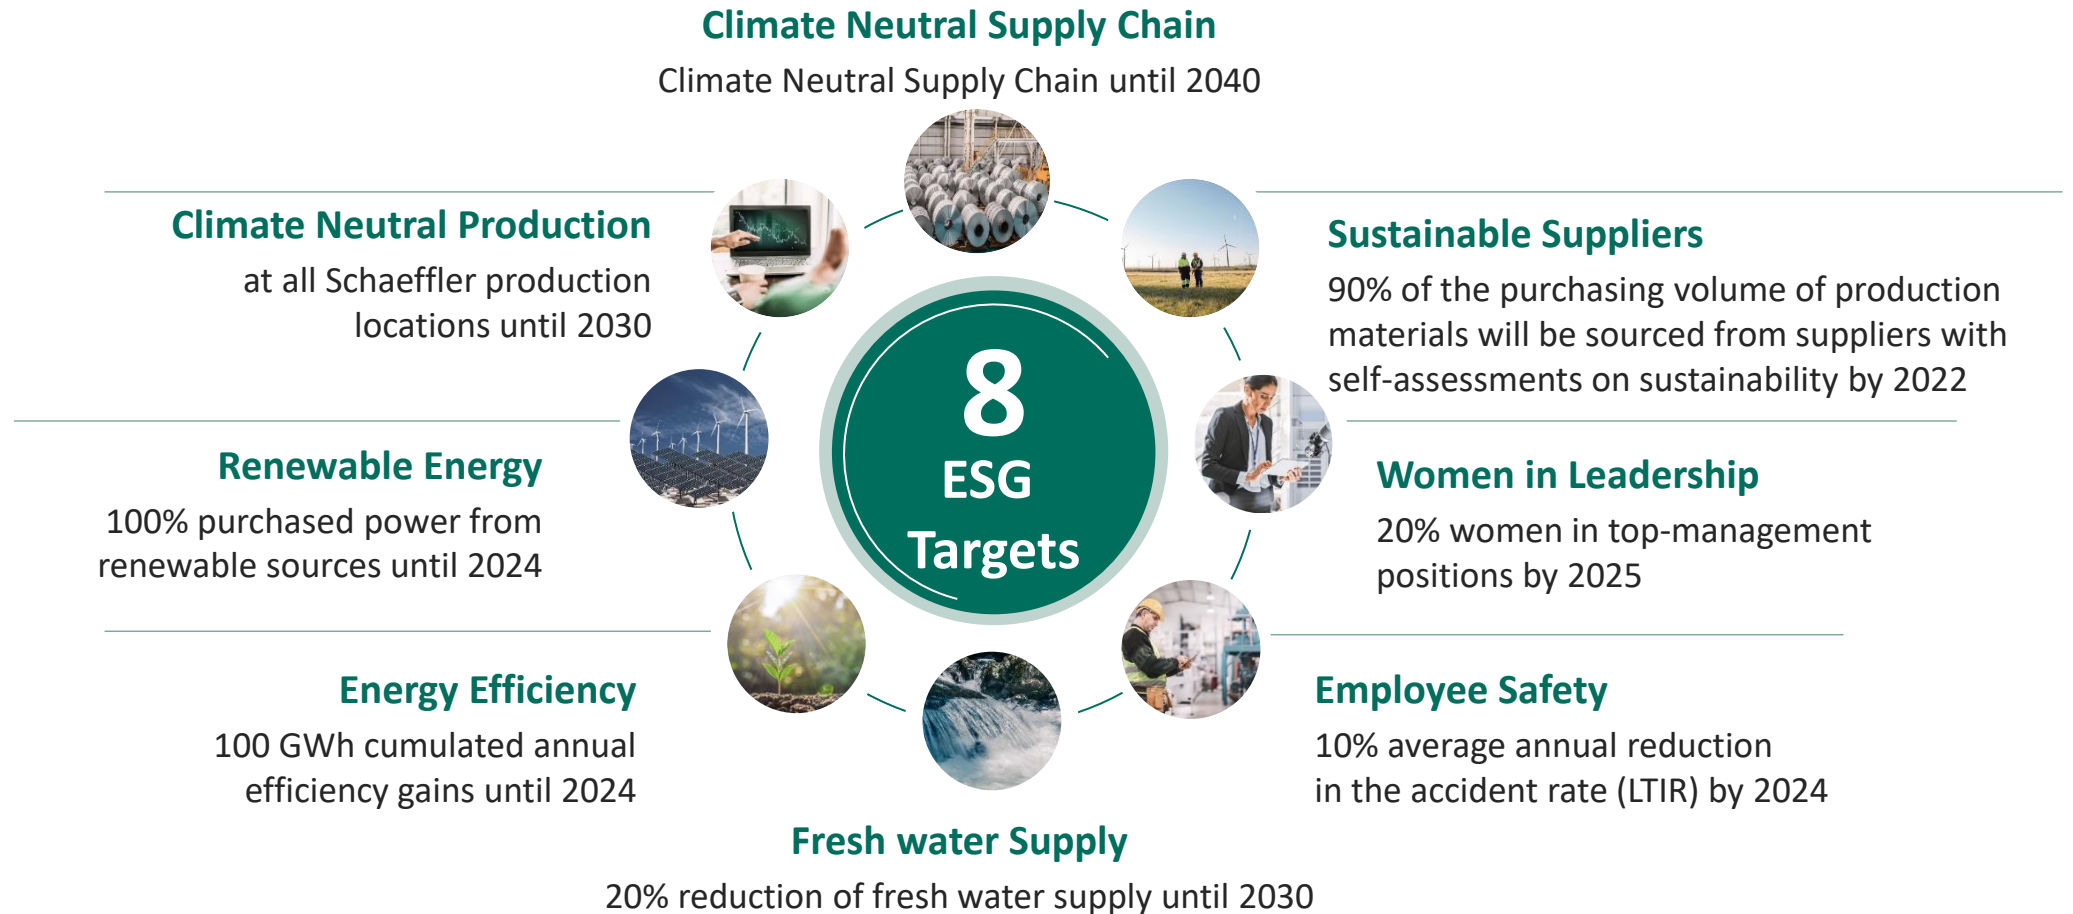 Climate Neutral Supply Chain
Climate Neutral Supply Chain until 2040
Climate Neutral Production
at all Schaeffler production
locations until 2030
Sustainable Suppliers
90% of the purchasing volume of production
materials will be sourced from suppliers with
self-assessments on sustainability by 2022
8
ESG
Targets
Renewable Energy
100% purchased power from
renewable sources until 2024
Women in Leadership
20% women in top-management
positions by 2025
Energy Efficiency
100 GWh cumulated annual
efficiency gains until 2024
Employee Safety
10% average annual reduction
in the accident rate (LTIR) by 2024
Fresh water Supply
20% reduction of fresh water supply until 2030